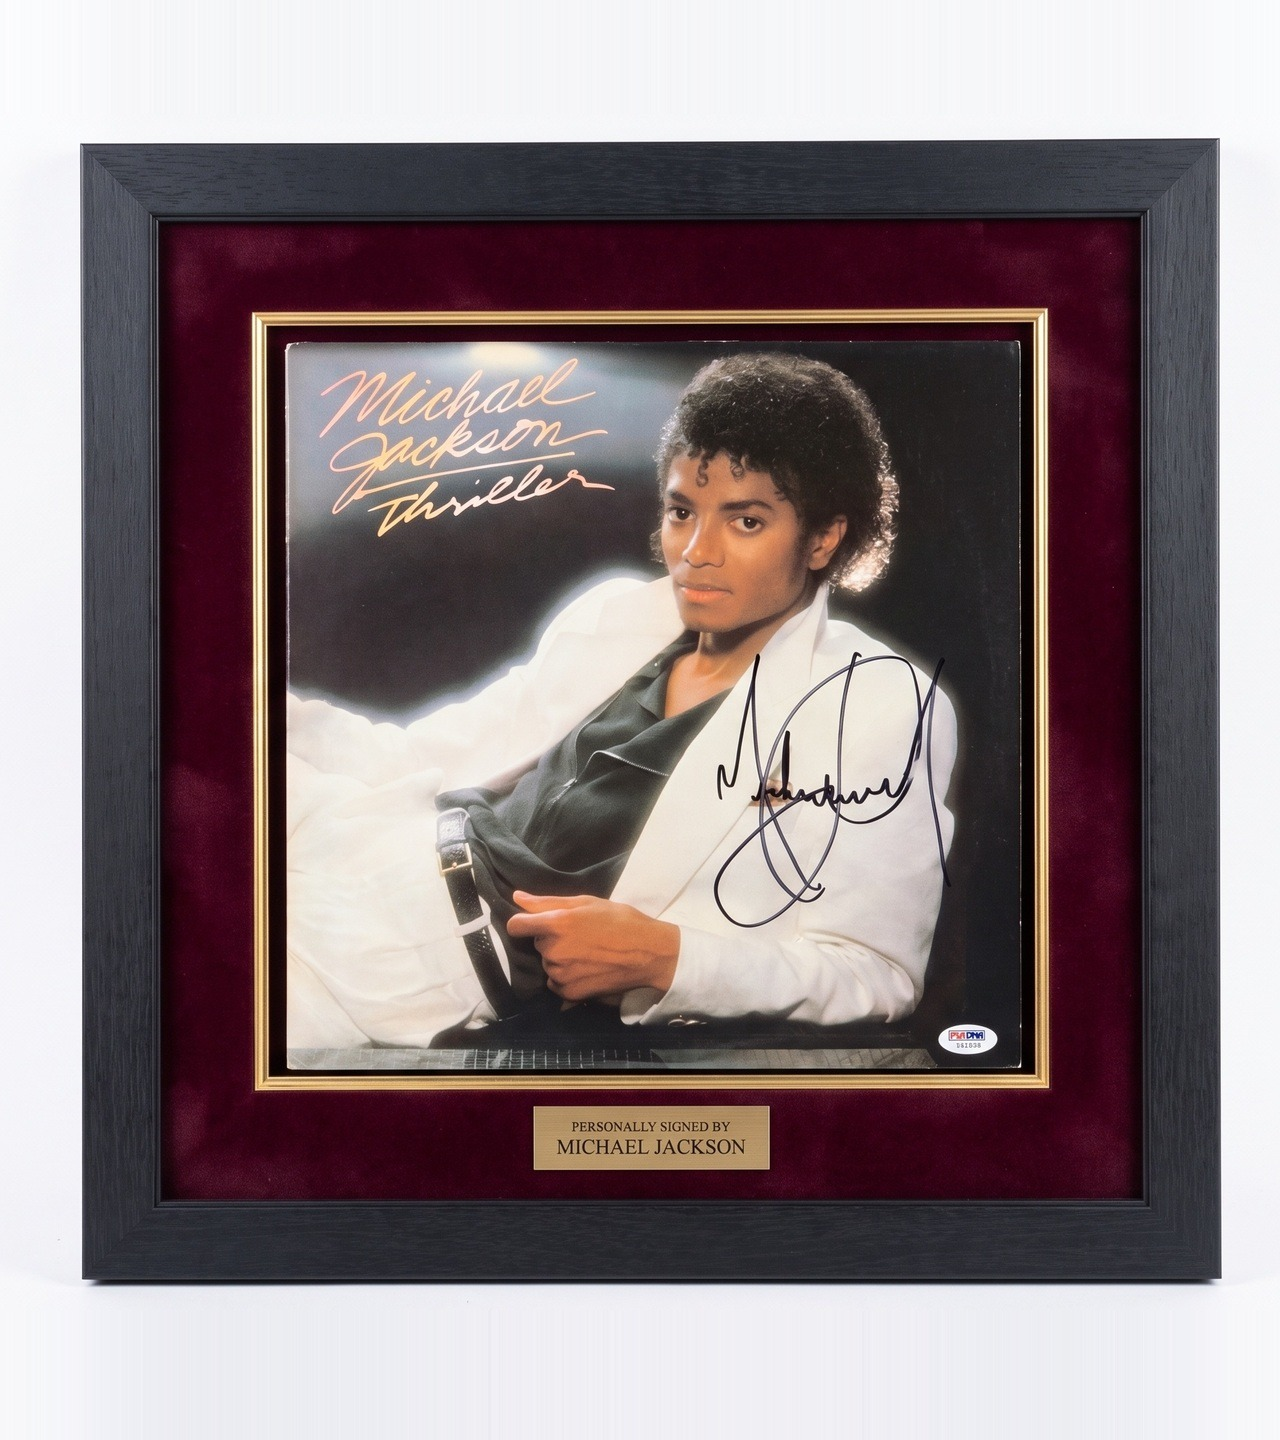 Michael
Jackson
Thriller
PSA DNA
PERSONALLY SIGNED BY
MICHAEL JACKSON